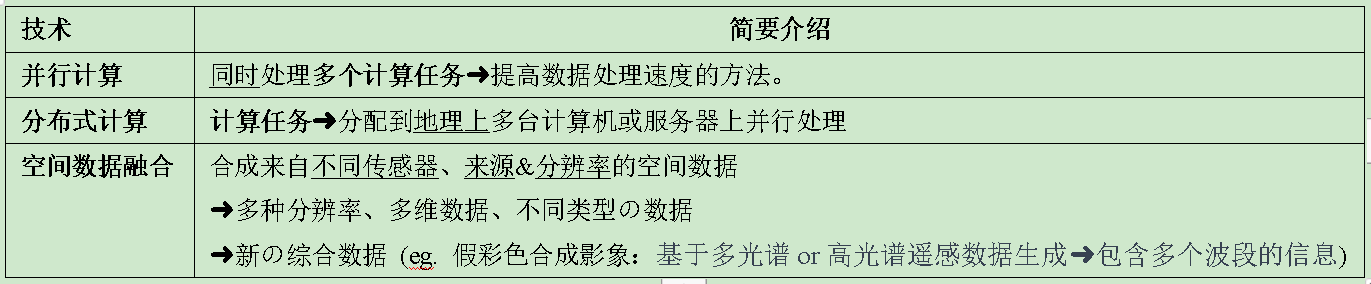 技术 简要介绍
并行计算 同时处理多个计算任务➜提高数据处理速度的方法。
分布式计算 计算任务➜分配到地理上多台计算机或服务器上并行处理
空间数据融合 合成来自不同传感器、来源&分辨率的空间数据
➜多种分辨率、多维数据、不同类型の数据
➜新の综合数据 (eg. 假彩色合成影象：基于多光谱 or 高光谱遥感数据生成➜包含多个波段的信息)